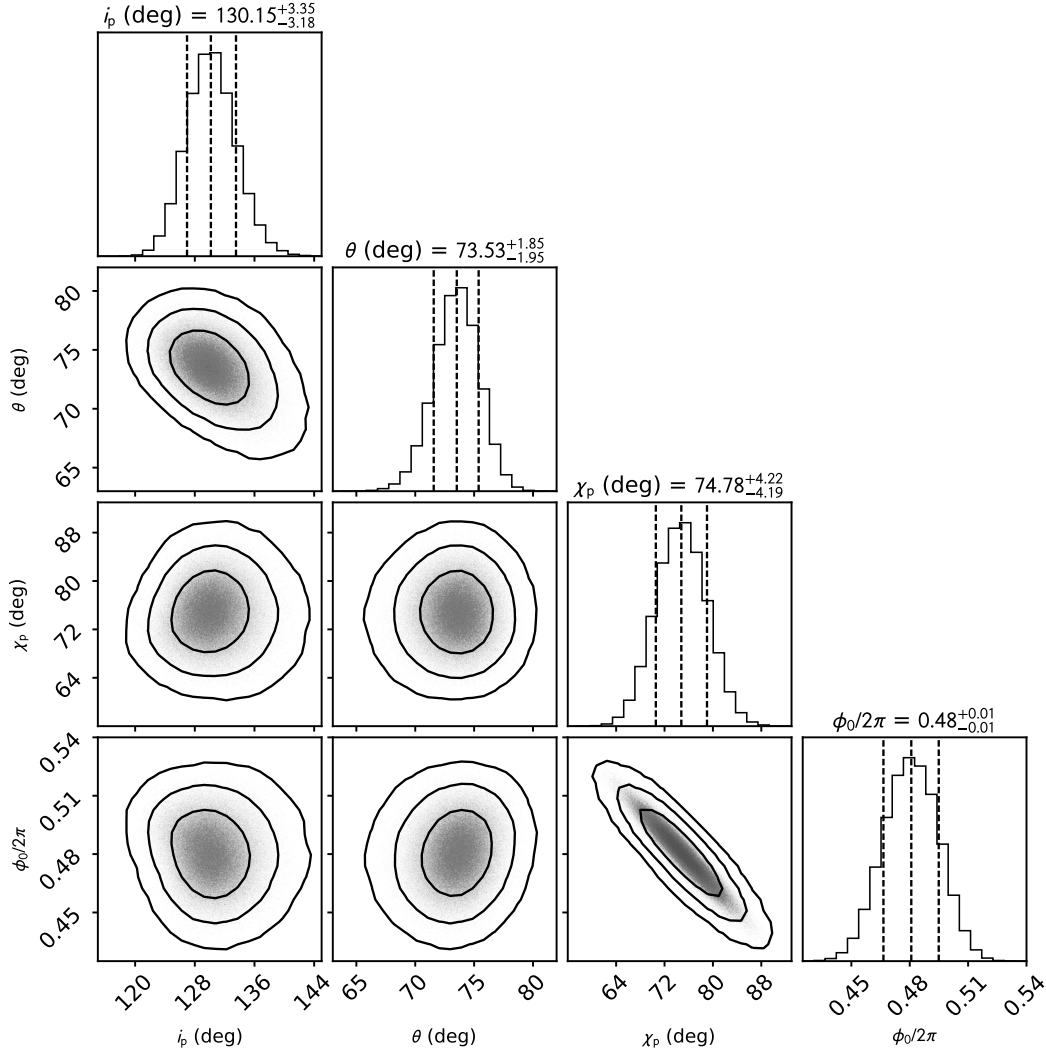 i_p (deg) = 130.15^{+3.35}_{-3.18}
θ (deg) = 73.53^{+1.85}_{-1.95}
80
75
70
65
θ (deg)
χ_p (deg) = 74.78^{+4.22}_{-4.19}
88
80
72
64
χ_p (deg)
ϕ_0/2π = 0.48^{+0.01}_{-0.01}
0.54
0.51
0.48
0.45
ϕ_0/2π
120 128 136 144 65 70 75 80 64 72 80 88 0.45 0.48 0.51 0.54
i_p (deg) θ (deg) χ_p (deg) ϕ_0/2π